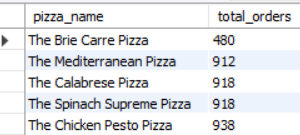 pizza_name total_orders
The Brie Carre Pizza 480
The Mediterranean Pizza 912
The Calabrese Pizza 918
The Spinach Supreme Pizza 918
The Chicken Pesto Pizza 938